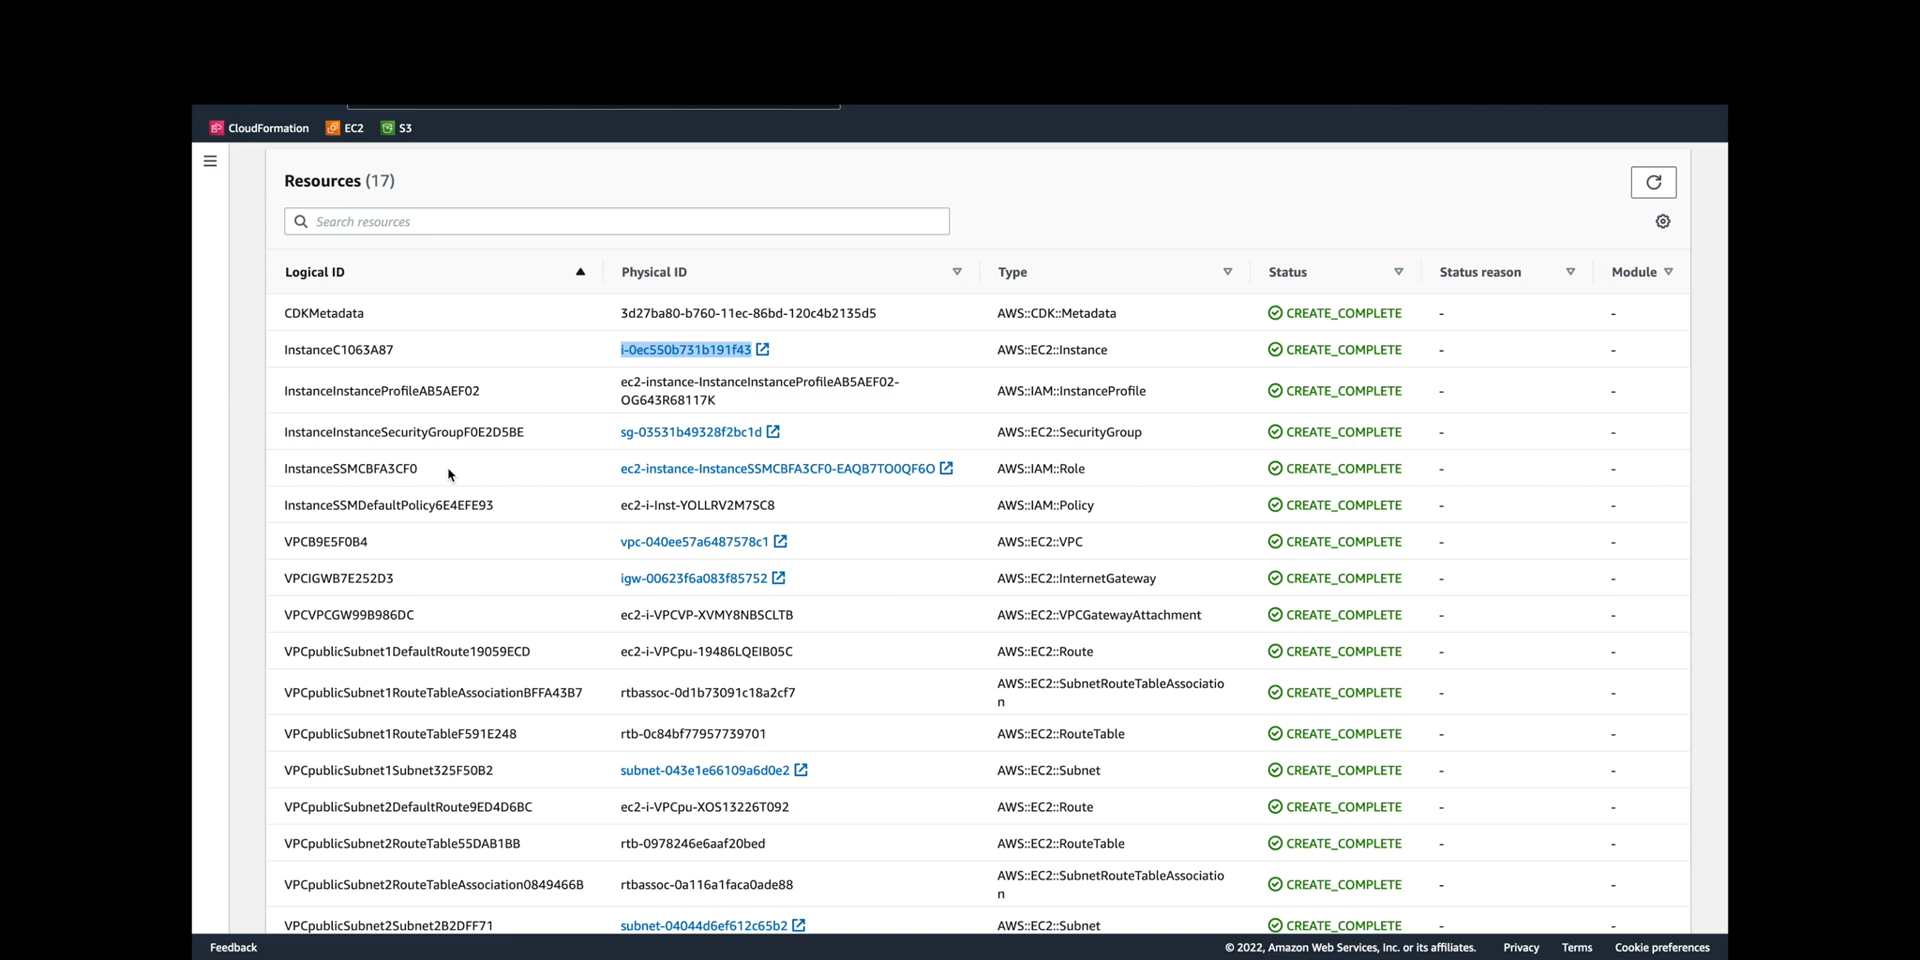 CloudFormation EC2 S3
Resources (17)
Search resources
Logical ID Physical ID Type Status Status reason Module
CDKMetadata 3d27ba80-b760-11ec-86bd-120c4b2135d5 AWS::CDK::Metadata CREATE_COMPLETE - -
InstanceC1063A87 i-0ec550b731b191f43 AWS::EC2::Instance CREATE_COMPLETE - -
InstanceInstanceProfileAB5AEF02 ec2-instance-InstanceInstanceProfileAB5AEF02- AWS::IAM::InstanceProfile CREATE_COMPLETE - -
OG643R68117K
InstanceInstanceSecurityGroupF0E2D5BE sg-03531b49328f2bc1d AWS::EC2::SecurityGroup CREATE_COMPLETE - -
InstanceSSMCBFA3CF0 ec2-instance-InstanceSSMCBFA3CF0-EAQB7TO0QF6O AWS::IAM::Role CREATE_COMPLETE - -
InstanceSSMDefaultPolicy6E4EFE93 ec2-i-Inst-YOLLRV2M7SC8 AWS::IAM::Policy CREATE_COMPLETE - -
VPCB9E5F0B4 vpc-040ee57a6487578c1 AWS::EC2::VPC CREATE_COMPLETE - -
VPCIGWB7E252D3 igw-00623f6a083f85752 AWS::EC2::InternetGateway CREATE_COMPLETE - -
VPCVPCGW99B986DC ec2-i-VPCVP-XVMY8NBSCLTB AWS::EC2::VPCGatewayAttachment CREATE_COMPLETE - -
VPCpublicSubnet1DefaultRoute19059ECD ec2-i-VPCpu-19486LQEIB05C AWS::EC2::Route CREATE_COMPLETE - -
VPCpublicSubnet1RouteTableAssociationBFFA43B7 rtbassoc-0d1b73091c18a2cf7 AWS::EC2::SubnetRouteTableAssociatio CREATE_COMPLETE - -
n
VPCpublicSubnet1RouteTableF591E248 rtb-0c84bf77957739701 AWS::EC2::RouteTable CREATE_COMPLETE - -
VPCpublicSubnet1Subnet325F50B2 subnet-043e1e66109a6d0e2 AWS::EC2::Subnet CREATE_COMPLETE - -
VPCpublicSubnet2DefaultRoute9ED4D6BC ec2-i-VPCpu-XOS13226T092 AWS::EC2::Route CREATE_COMPLETE - -
VPCpublicSubnet2RouteTable55DAB1BB rtb-0978246e6aaf20bed AWS::EC2::RouteTable CREATE_COMPLETE - -
VPCpublicSubnet2RouteTableAssociation0849466B rtbassoc-0a116a1faca0ade88 AWS::EC2::SubnetRouteTableAssociatio CREATE_COMPLETE - -
n
VPCpublicSubnet2Subnet2B2DFF71 subnet-04044d6ef612c65b2 AWS::EC2::Subnet CREATE_COMPLETE - -
Feedback © 2022, Amazon Web Services, Inc. or its affiliates. Privacy Terms Cookie preferences